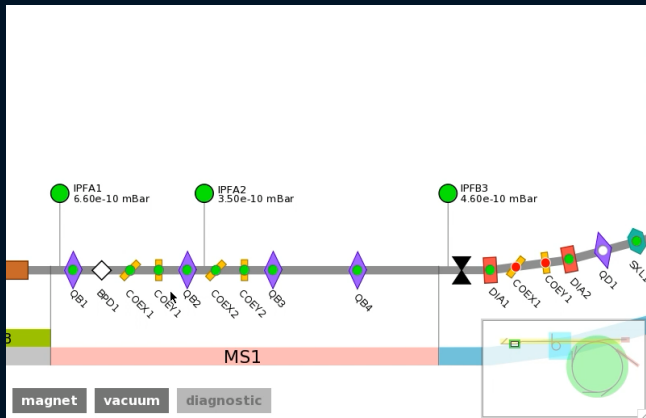 IPFA1
6.60e-10 mBar
IPFA2
3.50e-10 mBar
IPFB3
4.60e-10 mBar
QB1
BPD1
COEX1
COEY1
QB2
COEX2
COEY2
QB3
QB4
DIA1
COEX1
COEY1
DIA2
QD1
SXL1
3
MS1
magnet
vacuum
diagnostic